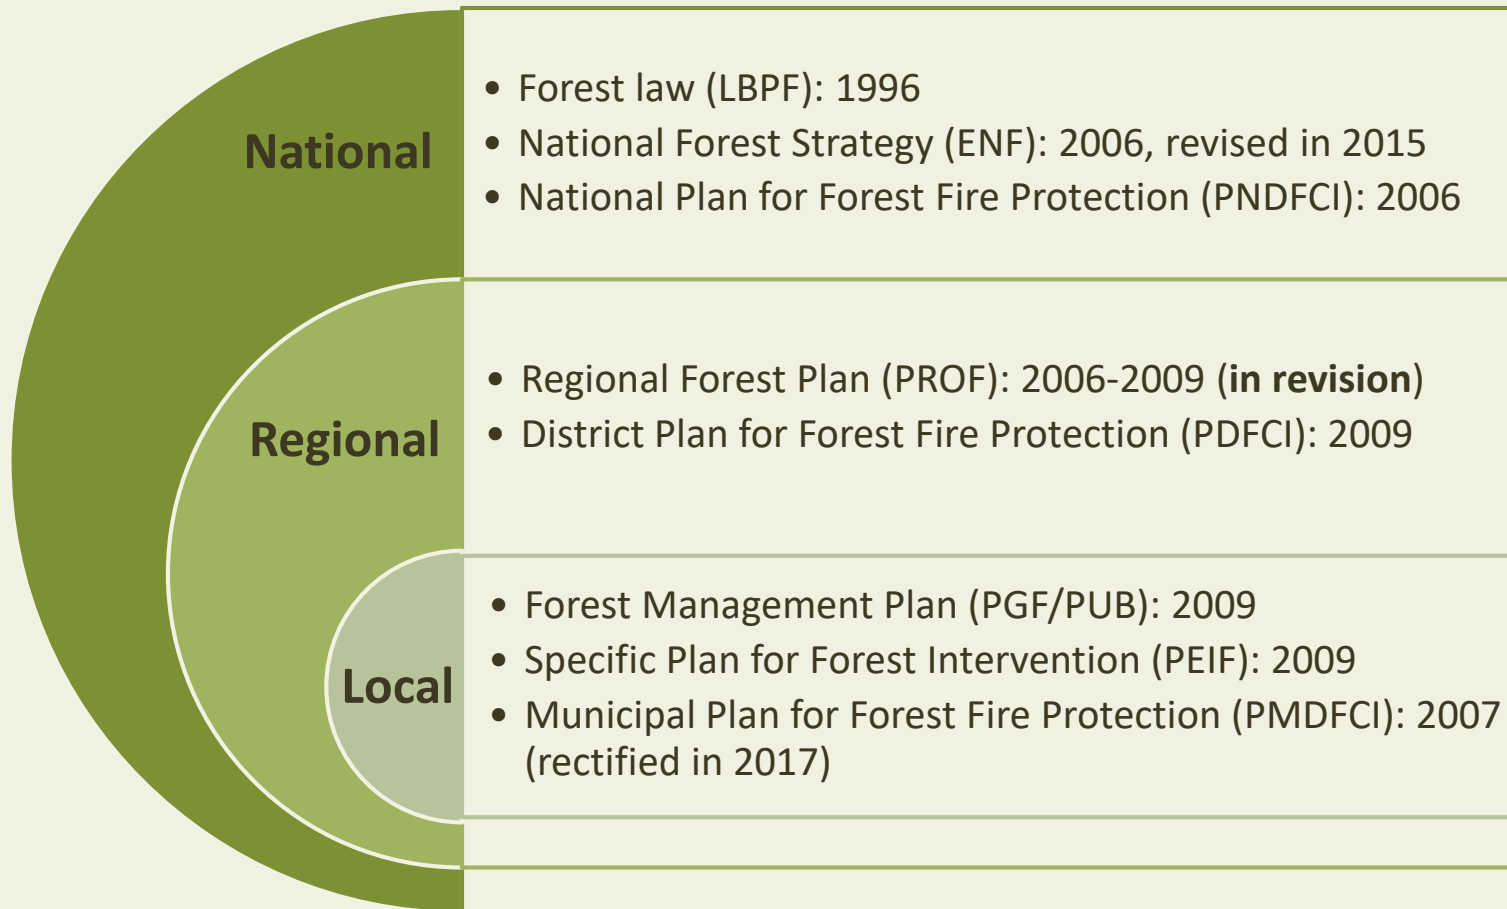 National
• Forest law (LBPF): 1996
• National Forest Strategy (ENF): 2006, revised in 2015
• National Plan for Forest Fire Protection (PNDFCI): 2006
Regional
• Regional Forest Plan (PROF): 2006-2009 (in revision)
• District Plan for Forest Fire Protection (PDFCI): 2009
Local
• Forest Management Plan (PGF/PUB): 2009
• Specific Plan for Forest Intervention (PEIF): 2009
• Municipal Plan for Forest Fire Protection (PMDFCI): 2007
(rectified in 2017)